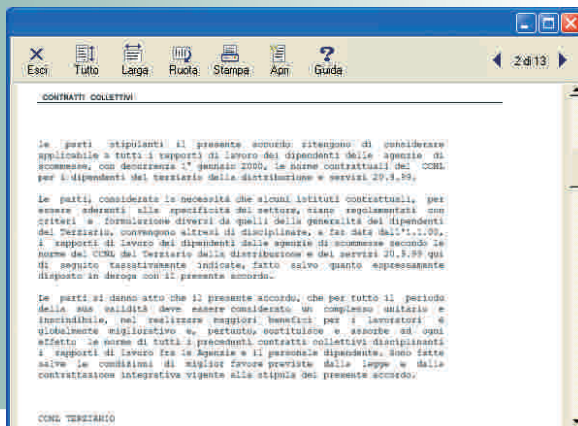 Esci Tutto Larga Ruota Stampa Apri Guida 2 di 13
CONTRATTI COLLETTIVI
le parti stipulanti il presente accordo ritengono di considerare
applicabile a tutti i rapporti di lavoro dei dipendenti delle agenzie di
scommesse, con decorrenza 1° gennaio 2000, le norme contrattuali del CCNL
per i dipendenti del terziario della distribuzione e servizi 20.9.99.
Le parti, considerata la necessità che alcuni istituti contrattuali, per
essere aderenti alla specificità del settore, siano regolamentati con
criteri e formulazione diversi da quelli della generalità dei dipendenti
del Terziario, convengono altresì di disciplinare, a far data dall'1.1.00,
i rapporti di lavoro dei dipendenti dalle agenzie di scommesse secondo le
norme del CCNL del Terziario della distribuzione e dei servizi 20.9.99 qui
di seguito tassativamente indicate, fatto salvo quanto espressamente
disposto in deroga con il presente accordo.
Le parti si danno atto che il presente accordo, che per tutto il periodo
della sua validità deve essere considerato un complesso unitario e
inscindibile, nel realizzare maggiori benefici per i lavoratori è
globalmente migliorativo e, pertanto, sostituisce e assorbe ad ogni
effetto le norme di tutti i precedenti contratti collettivi disciplinanti
i rapporti di lavoro fra le Agenzie e il personale dipendente. Sono fatte
salve le condizioni di miglior favore previste dalla legge e dalla
contrattazione integrativa vigente alla stipula del presente accordo.
CCNL TERZIARIO